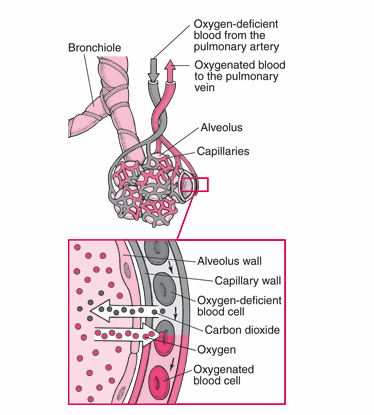 Oxygen-deficient
blood from the
pulmonary artery
Bronchiole
Oxygenated blood
to the pulmonary
vein
Alveolus
Capillaries
Alveolus wall
Capillary wall
Oxygen-deficient
blood cell
Carbon dioxide
Oxygen
Oxygenated
blood cell